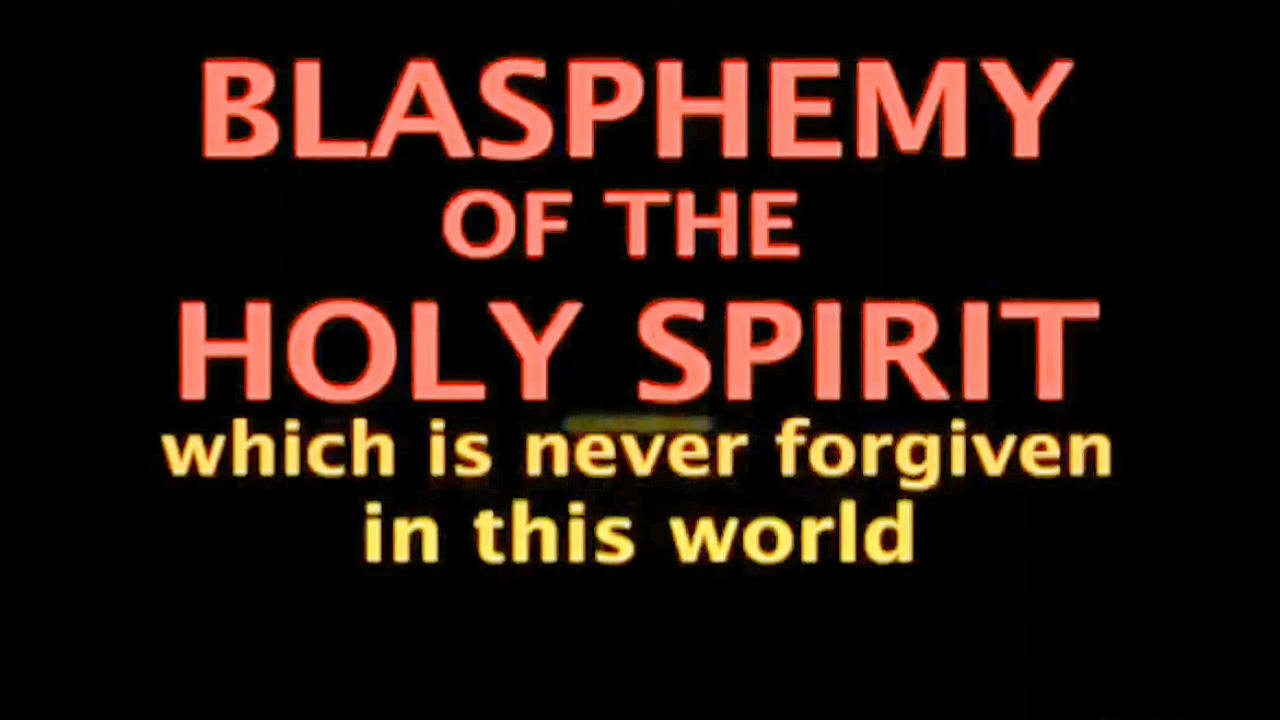 BLASPHEMY
OF THE
HOLY SPIRIT
which is never forgiven
in this world